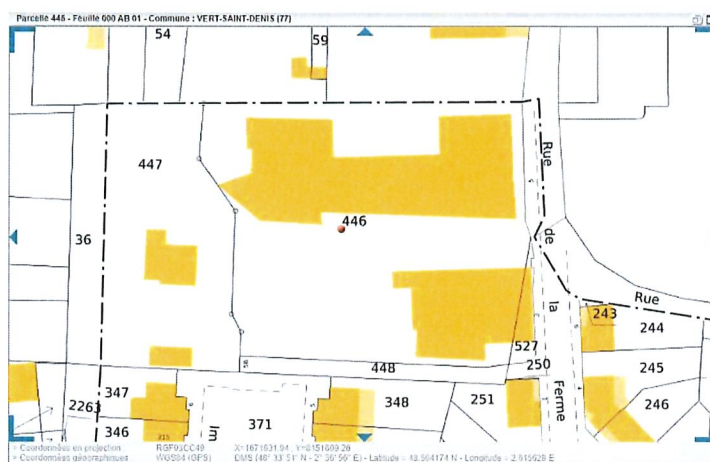 Parcelle 446 - Feuille 000 AB 01 - Commune : VERT-SAINT-DENIS (77)
54
59
447
446
36
Rue
de
la
Ferme
Rue
243
244
527
250
448
245
246
347
2263
346
371
348
251
Im
Coordonnées en projection RGF93CC49
Coordonnées géographiques WGS84 (GPS)